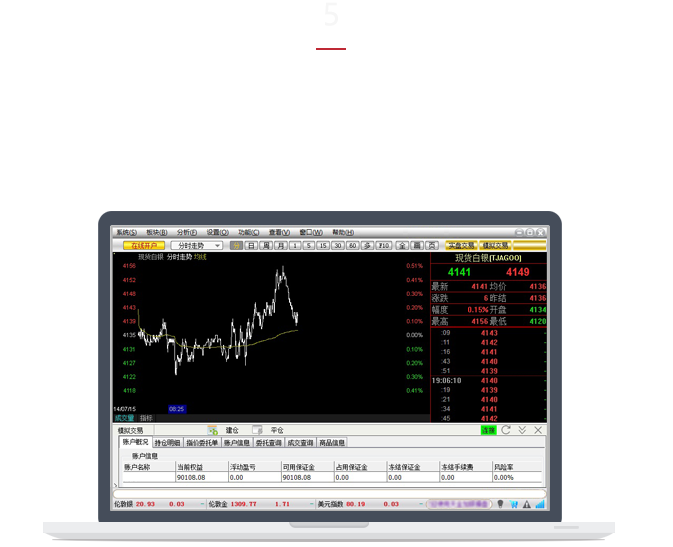 5
系统(S) 板块(B) 分析(F) 设置(O) 功能(C) 查看(V) 窗口(W) 帮助(H)
在线开户 分时走势 日 周 月 1 5 15 30 60 多 F10 全 画 页 实盘交易 模拟交易
现货白银 分时走势 均线
现货白银[TJAGOO]
4141 4149
最新 4141 均价 4136
涨跌 6 昨结 4136
幅度 0.15% 开盘 4134
最高 4156 最低 4120
4156 0.51%
4152 0.41%
4148 0.30%
4143 0.20%
4139 0.10%
4135 0.00%
4131 0.10%
4127 0.20%
4122 0.30%
4118 0.41%
:09 4143
:11 4142
:16 4141
:43 4140
:51 4139
19:06:10 4140
:19 4139
:21 4140
:34 4141
:45 4142
14/07/15 08:25
成交量 指标
模拟交易 建仓 平仓 连接
账户概况 持仓明细 指价委托单 账户信息 委托查询 成交查询 商品信息
账户信息
账户名称 当前权益 浮动盈亏 可用保证金 占用保证金 冻结保证金 冻结手续费 风险率
90108.08 0.00 90108.08 0.00 0.00 0.00 0.00%
伦敦银 20.93 0.03 伦敦金 1309.77 1.71 美元指数 80.19 0.03